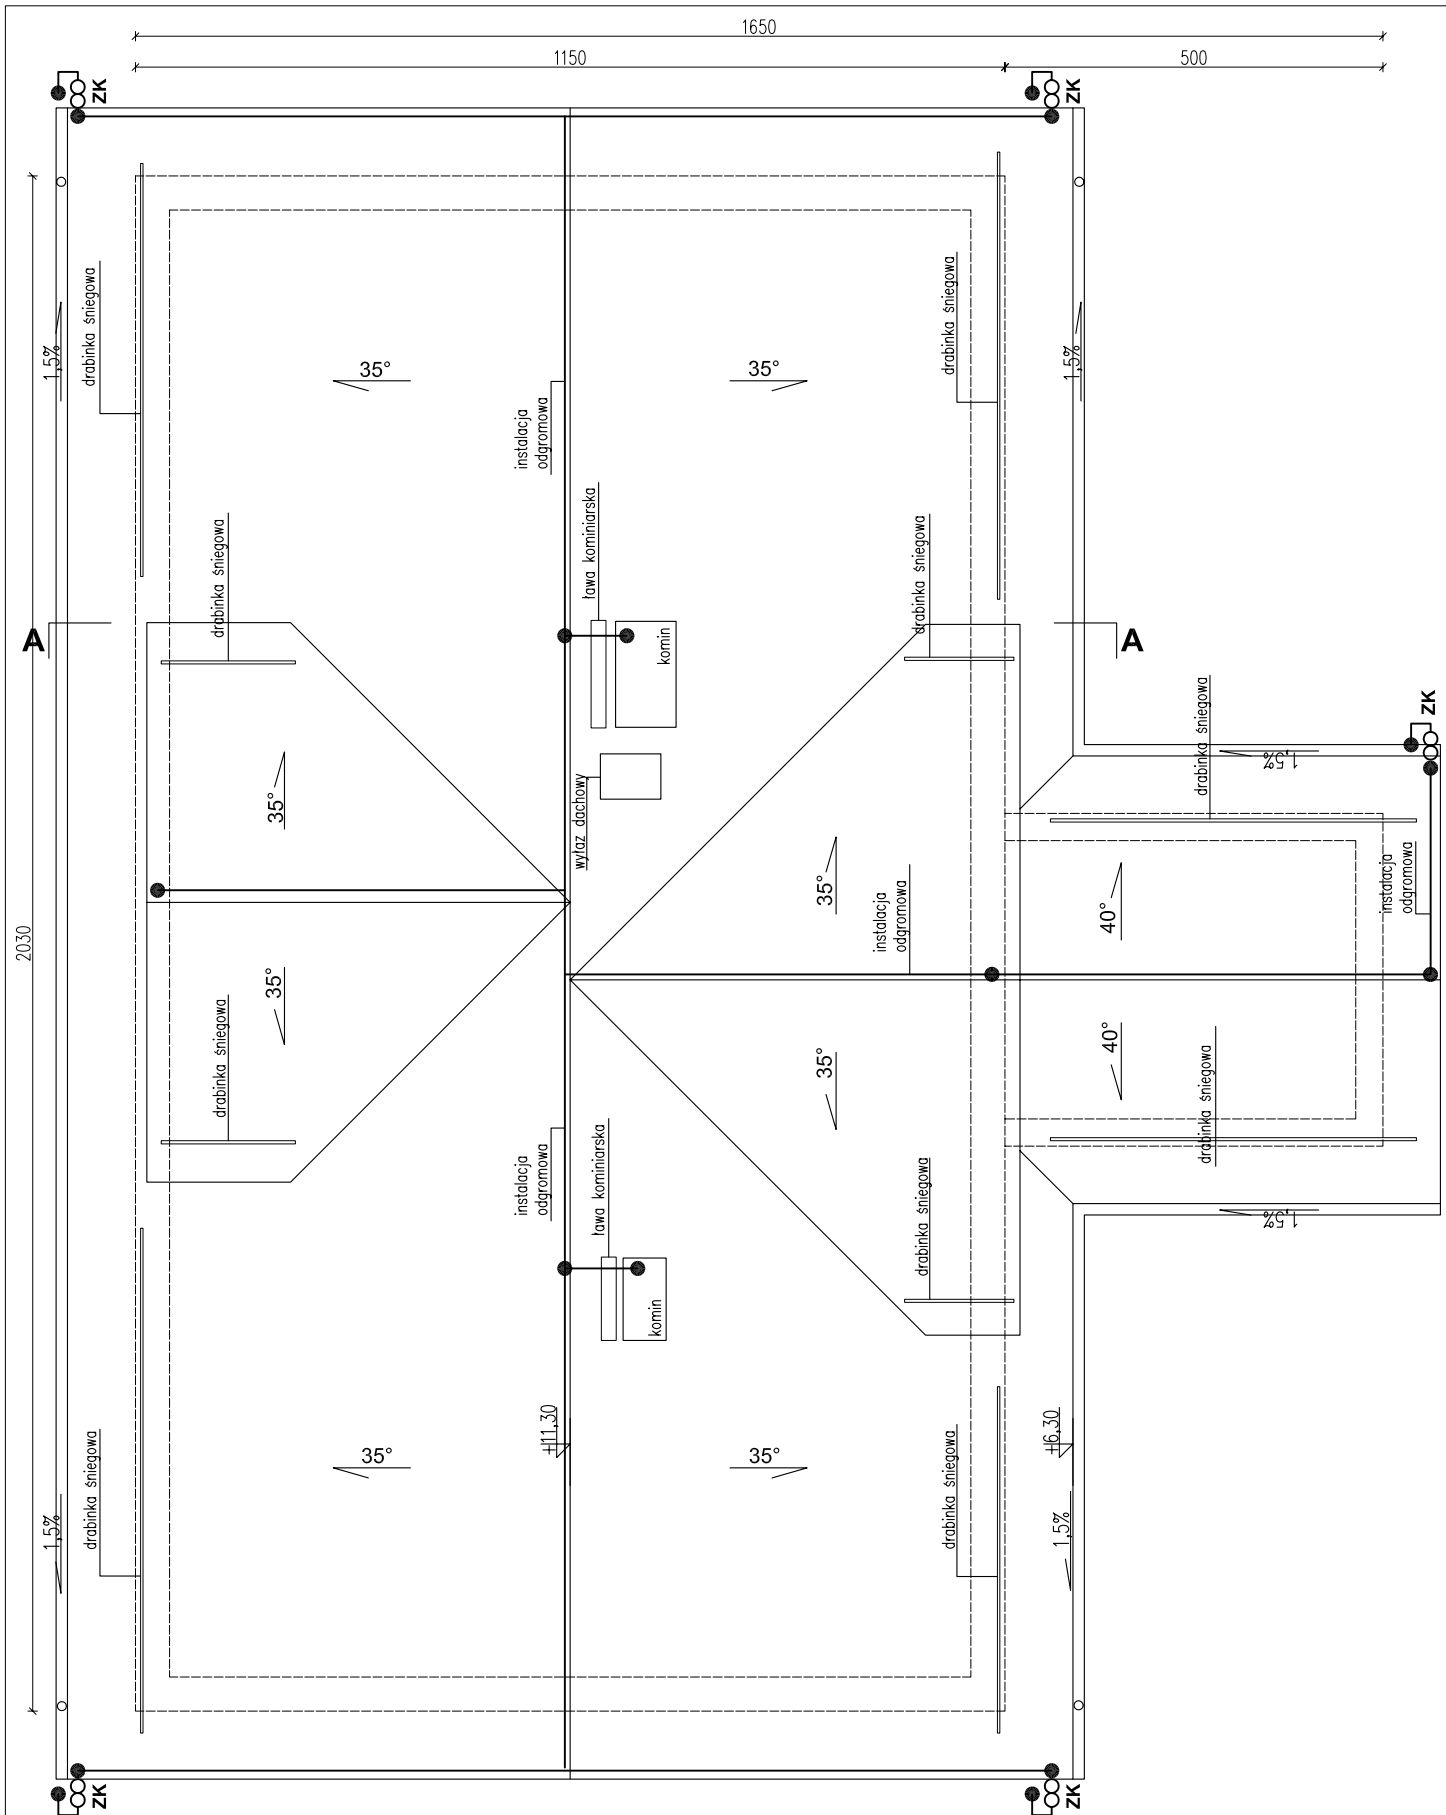 1650
1150
500
ZK
ZK
1,5%
drabinka śniegowa
35°
instalacja
odgromowa
35°
drabinka śniegowa
1,5%
drabinka śniegowa
ława kominiarska
drabinka śniegowa
A
komin
A
drabinka śniegowa
ZK
1,5%
35°
wyłaz dachowy
35°
instalacja
odgromowa
40°
instalacja
odgromowa
2030
35°
drabinka śniegowa
35°
40°
drabinka śniegowa
instalacja
odgromowa
ława kominiarska
drabinka śniegowa
1,5%
komin
+11,30
+6,30
drabinka śniegowa
35°
35°
drabinka śniegowa
1,5%
1,5%
ZK
ZK